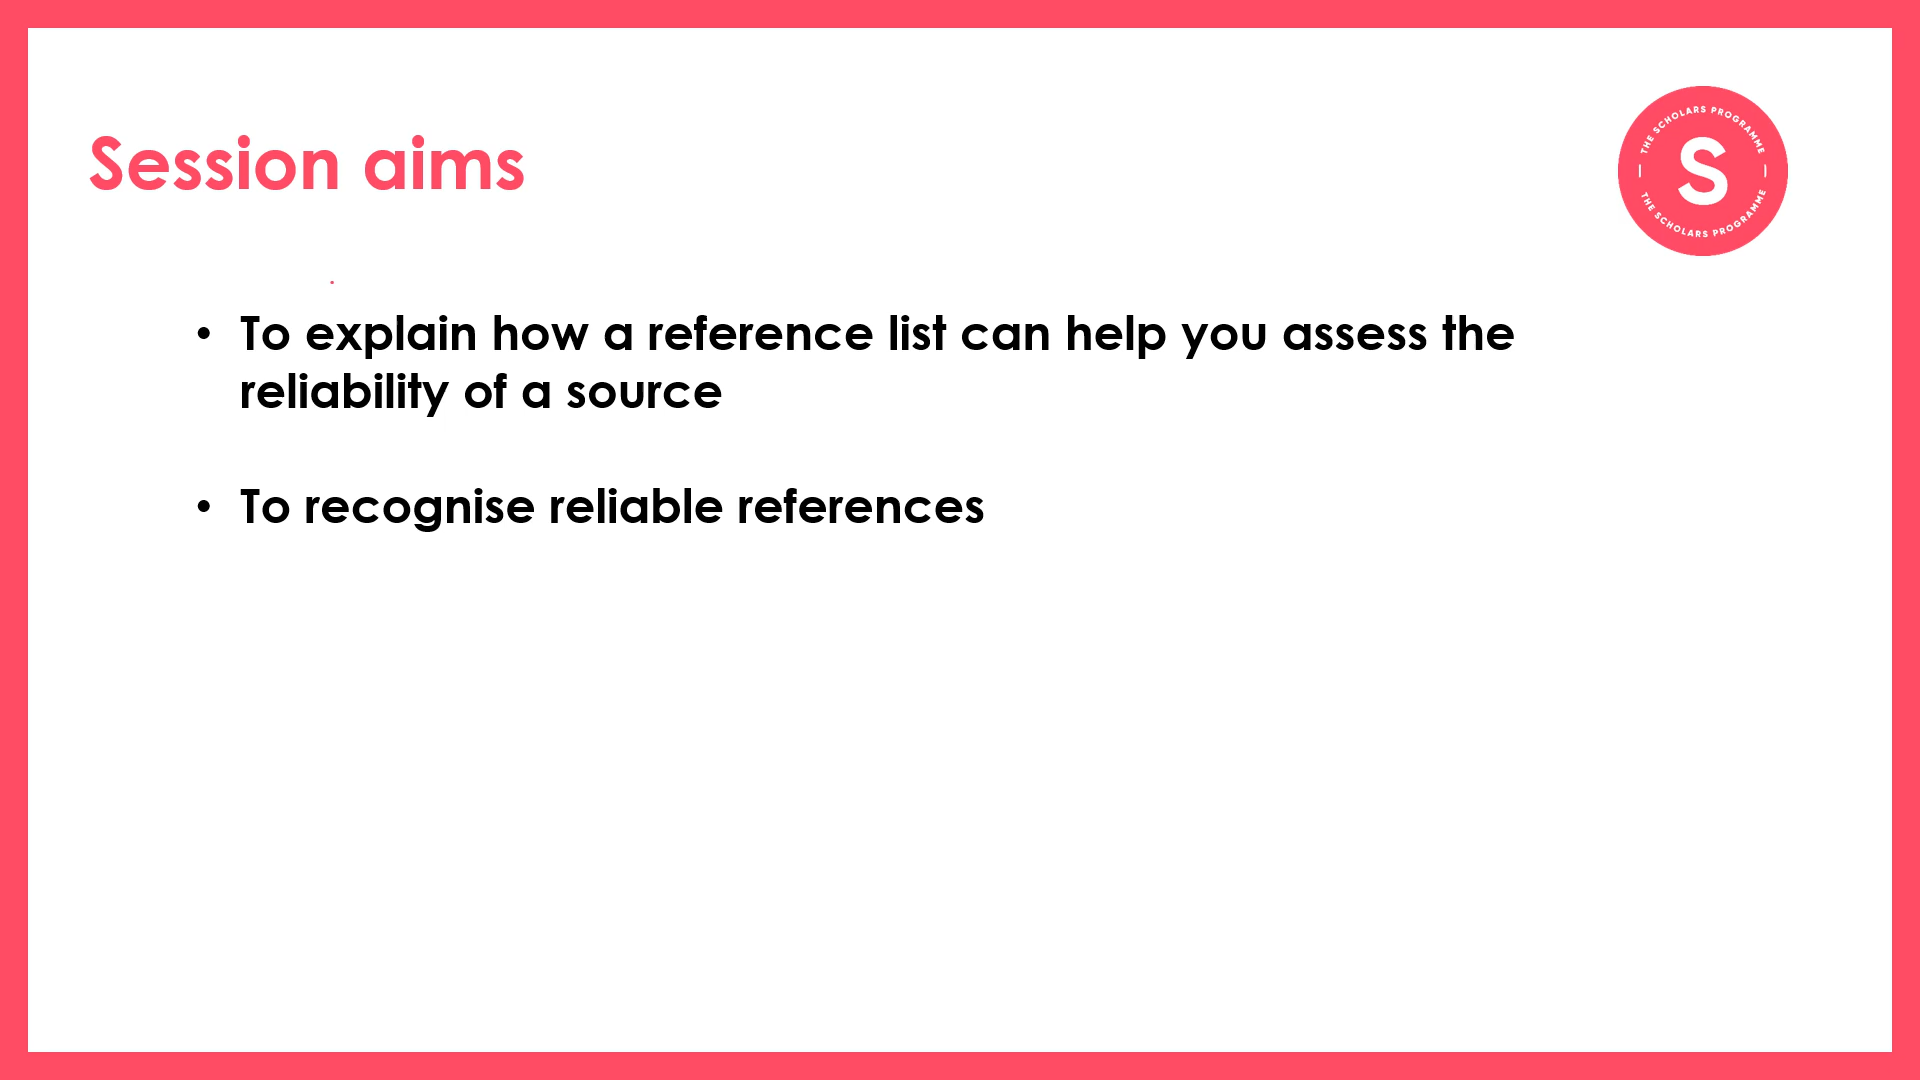 Session aims
THE SCHOLARS PROGRAMME
S
THE SCHOLARS PROGRAMME
.
• To explain how a reference list can help you assess the
reliability of a source
• To recognise reliable references